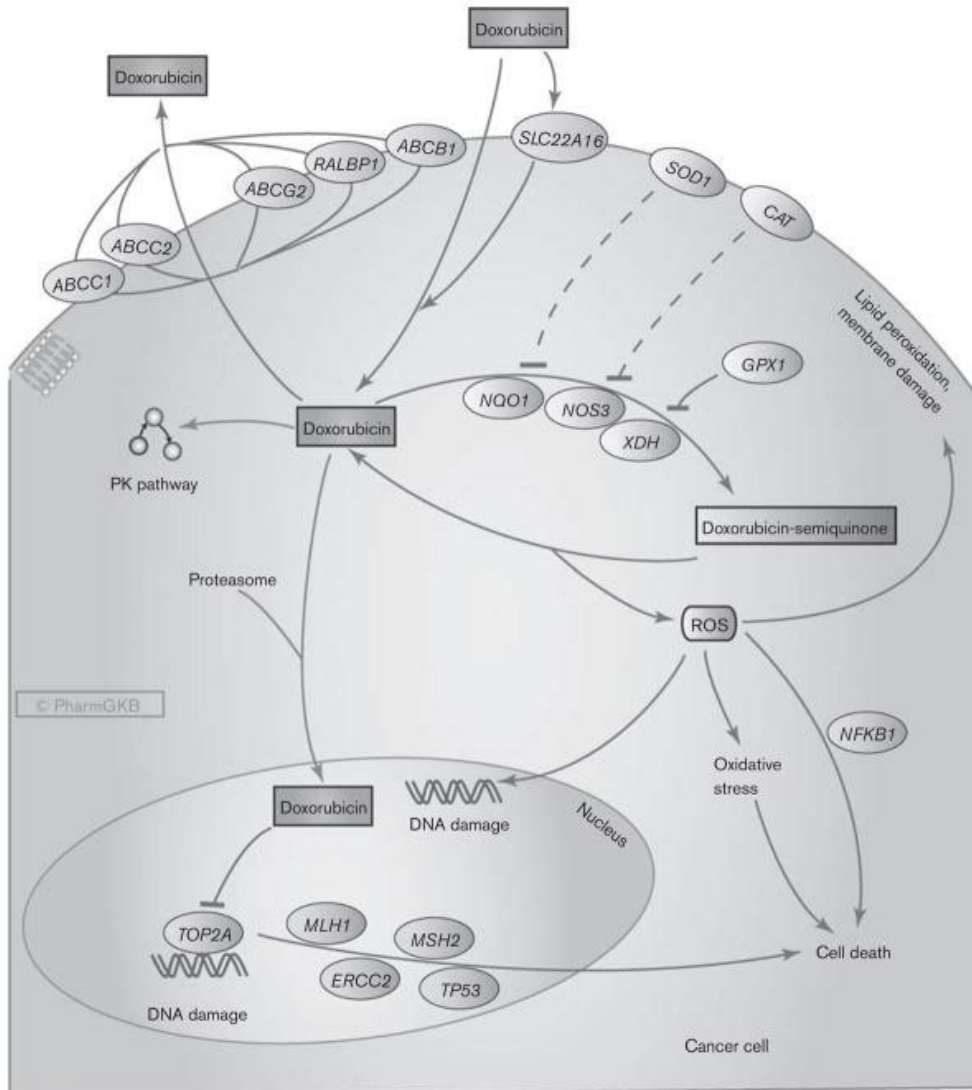 Doxorubicin
Doxorubicin
ABCB1
SLC22A16
RALBP1
SOD1
ABCG2
CAT
ABCC2
ABCC1
Lipid peroxidation,
membrane damage
GPX1
NQO1
NOS3
XDH
Doxorubicin
PK pathway
Doxorubicin-semiquinone
Proteasome
ROS
© PharmGKB
NFKB1
Oxidative
stress
Doxorubicin
DNA damage
Nucleus
TOP2A
MLH1
MSH2
ERCC2
TP53
Cell death
DNA damage
Cancer cell